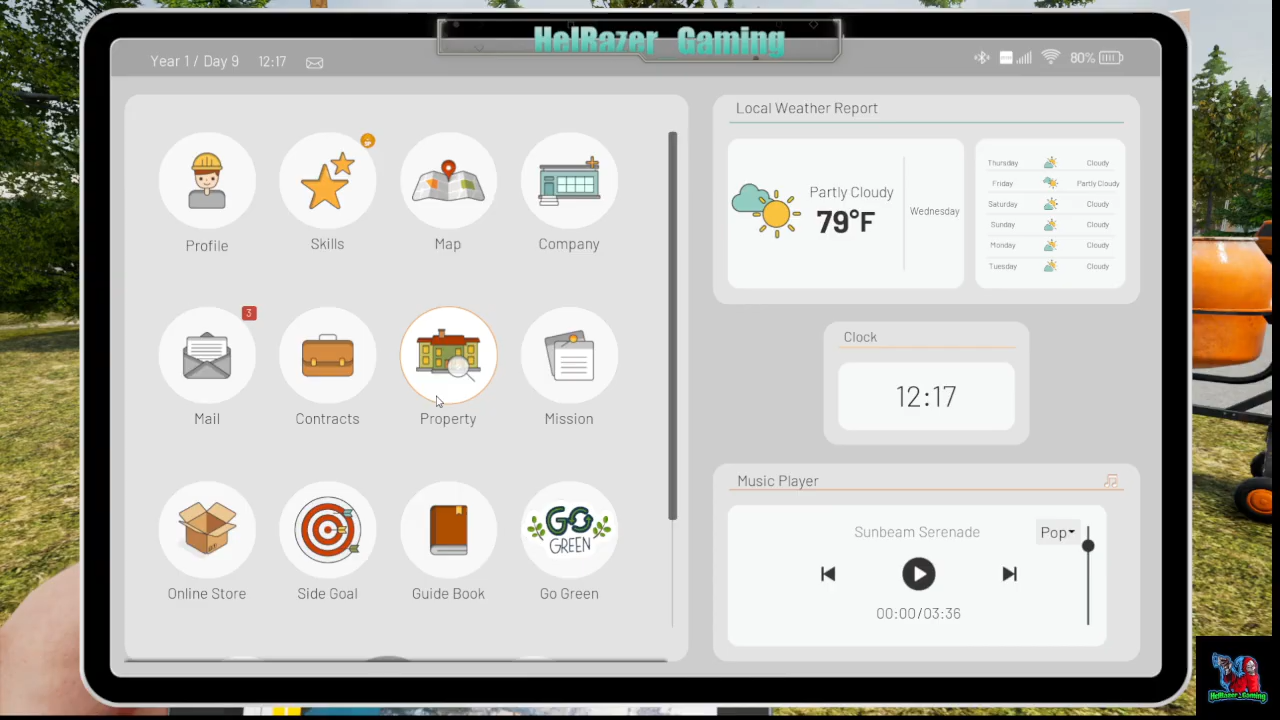 HelRazer Gaming
Year 1 / Day 9 12:17
80%
Profile
Skills
Map
Company
3
Mail
Contracts
Property
Mission
GO
GREEN
Online Store
Side Goal
Guide Book
Go Green
Local Weather Report
Partly Cloudy
79°F
Wednesday
Thursday Cloudy
Friday Partly Cloudy
Saturday Cloudy
Sunday Cloudy
Monday Cloudy
Tuesday Cloudy
Clock
12:17
Music Player
Sunbeam Serenade
Pop
00:00/03:36
HelRazer_Gaming